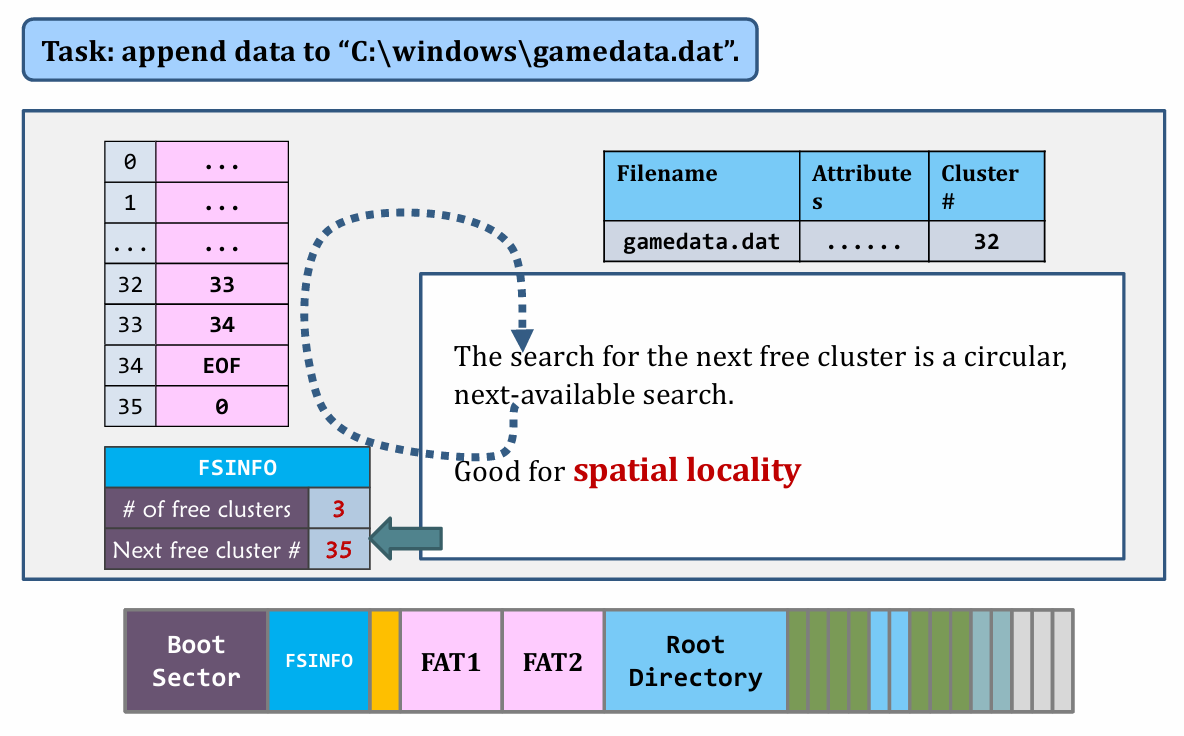 Task: append data to “C:\windows\gamedata.dat”.
0 ...
1 ...
... ...
32 33
33 34
34 EOF
35 0
Filename Attribute Cluster
s #
gamedata.dat ...... 32
The search for the next free cluster is a circular,
next-available search.
Good for spatial locality
FSINFO
# of free clusters 3
Next free cluster # 35
Boot
Sector
FSINFO
FAT1
FAT2
Root
Directory